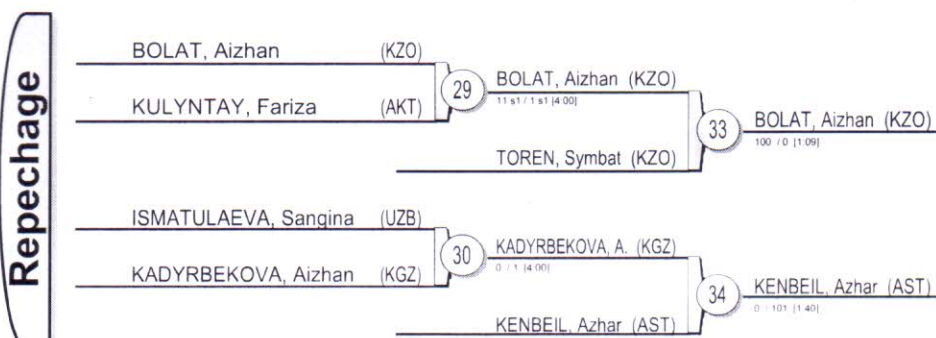 Repechage
BOLAT, Aizhan (KZO)
KULYNTAY, Fariza (AKT)
29
BOLAT, Aizhan (KZO)
11 s1 / 1 s1 [4:00]
TOREN, Symbat (KZO)
33
BOLAT, Aizhan (KZO)
100 / 0 [1:09]
ISMATULAEVA, Sangina (UZB)
KADYRBEKOVA, Aizhan (KGZ)
30
KADYRBEKOVA, A. (KGZ)
0 / 1 [4:00]
KENBEIL, Azhar (AST)
34
KENBEIL, Azhar (AST)
0 / 101 [1:40]